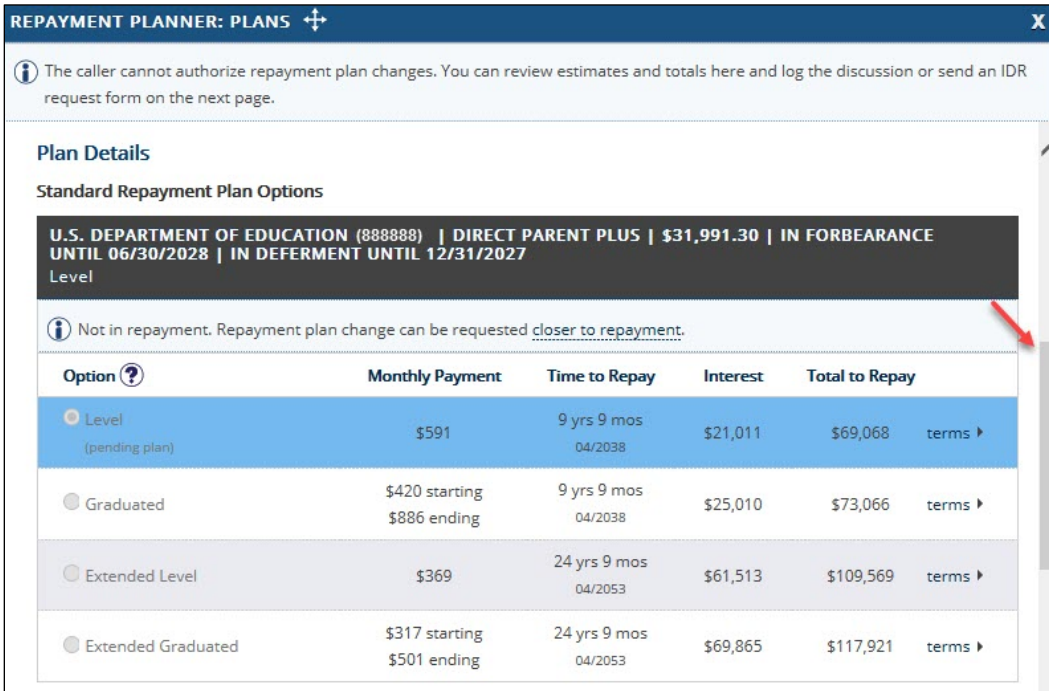 REPAYMENT PLANNER: PLANS X
The caller cannot authorize repayment plan changes. You can review estimates and totals here and log the discussion or send an IDR
request form on the next page.
Plan Details
Standard Repayment Plan Options
U.S. DEPARTMENT OF EDUCATION (888888) | DIRECT PARENT PLUS | $31,991.30 | IN FORBEARANCE
UNTIL 06/30/2028 | IN DEFERMENT UNTIL 12/31/2027
Level
Not in repayment. Repayment plan change can be requested closer to repayment.
Option ? Monthly Payment Time to Repay Interest Total to Repay
Level $591 9 yrs 9 mos $21,011 $69,068 terms
(pending plan) 04/2038
Graduated $420 starting 9 yrs 9 mos $25,010 $73,066 terms
$886 ending 04/2038
Extended Level $369 24 yrs 9 mos $61,513 $109,569 terms
04/2053
Extended Graduated $317 starting 24 yrs 9 mos $69,865 $117,921 terms
$501 ending 04/2053